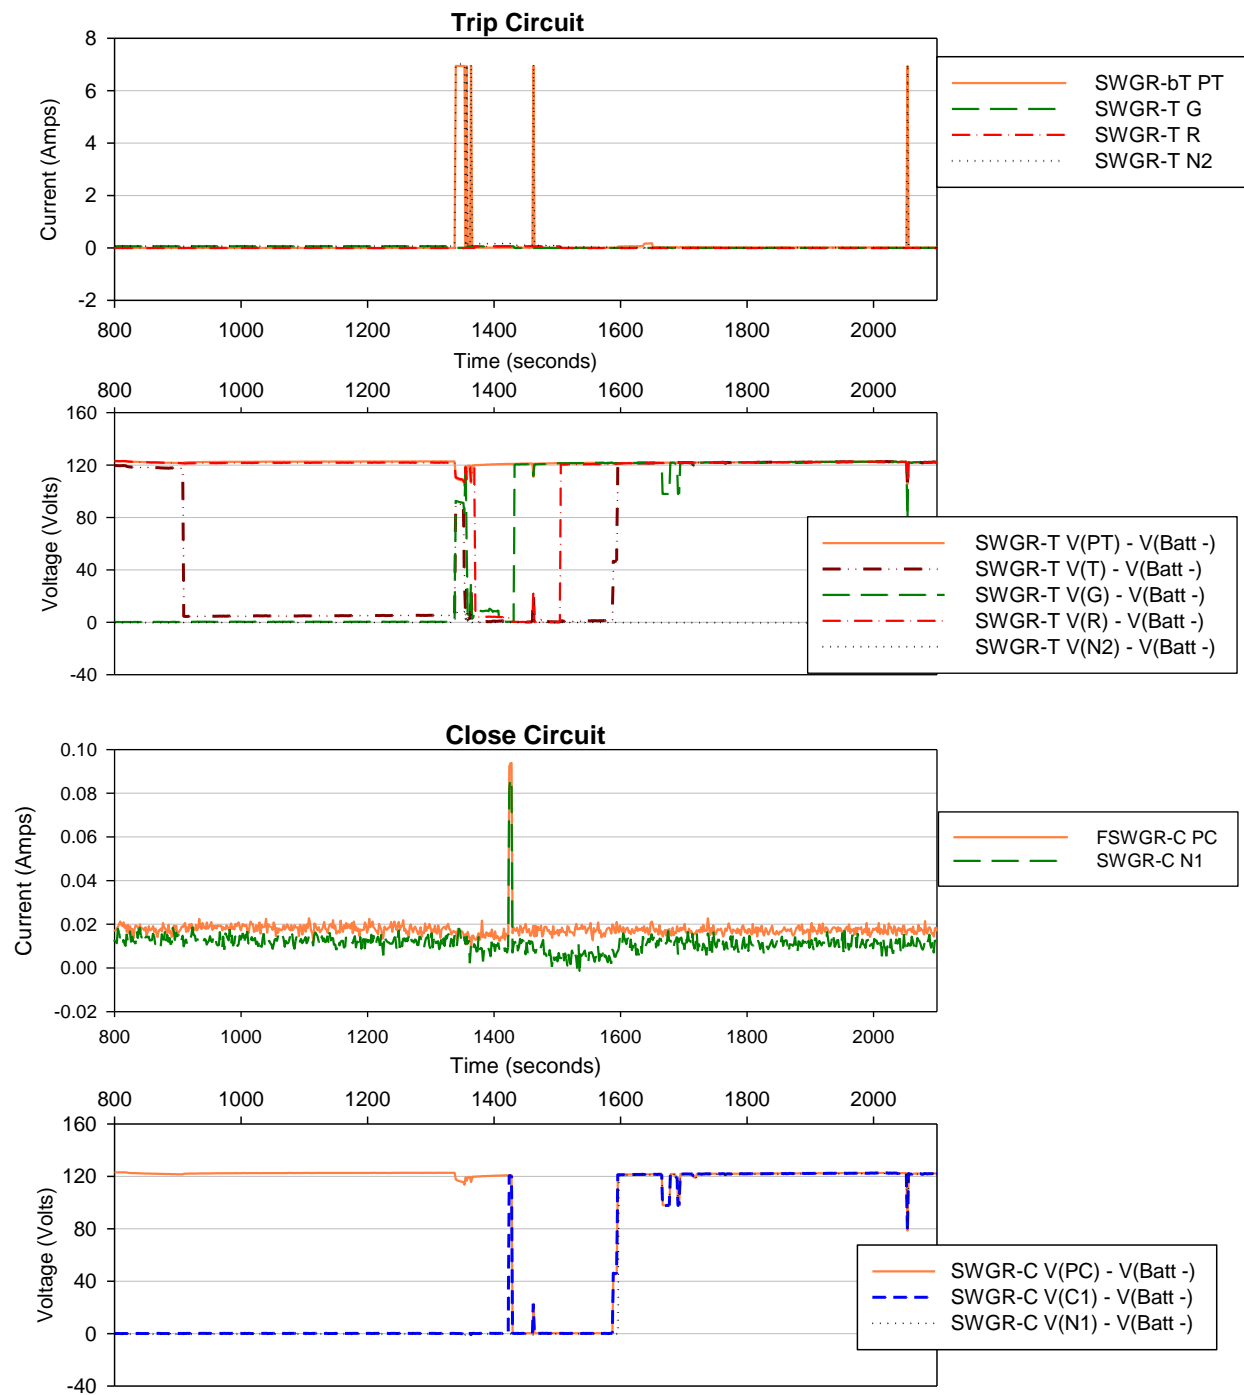 Trip Circuit
8
6
4
2
0
-2
Current (Amps)
800 1000 1200 1400 1600 1800 2000
Time (seconds)
SWGR-bT PT
SWGR-T G
SWGR-T R
SWGR-T N2
800 1000 1200 1400 1600 1800 2000
160
120
80
40
0
-40
Voltage (Volts)
SWGR-T V(PT) - V(Batt -)
SWGR-T V(T) - V(Batt -)
SWGR-T V(G) - V(Batt -)
SWGR-T V(R) - V(Batt -)
SWGR-T V(N2) - V(Batt -)
Close Circuit
0.10
0.08
0.06
0.04
0.02
0.00
-0.02
Current (Amps)
800 1000 1200 1400 1600 1800 2000
Time (seconds)
FSWGR-C PC
SWGR-C N1
800 1000 1200 1400 1600 1800 2000
160
120
80
40
0
-40
Voltage (Volts)
SWGR-C V(PC) - V(Batt -)
SWGR-C V(C1) - V(Batt -)
SWGR-C V(N1) - V(Batt -)